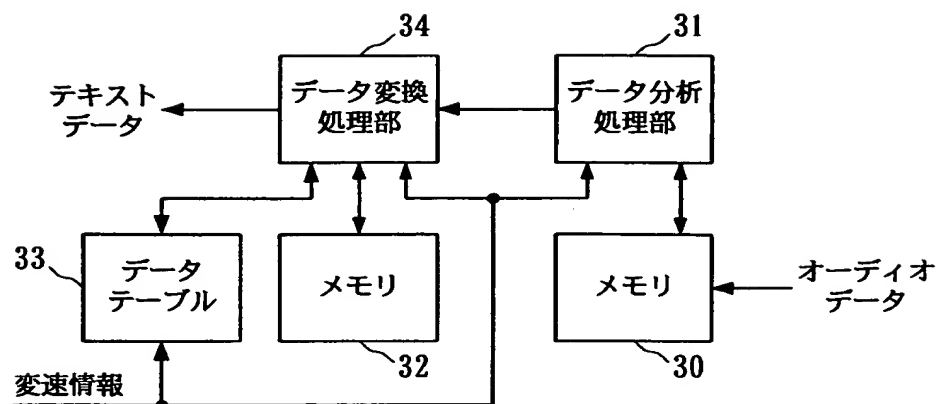 34
31
データ変換
処理部
データ分析
処理部
テキスト
データ
33
データ
テーブル
メモリ
メモリ
オーディオ
データ
32
30
変速情報